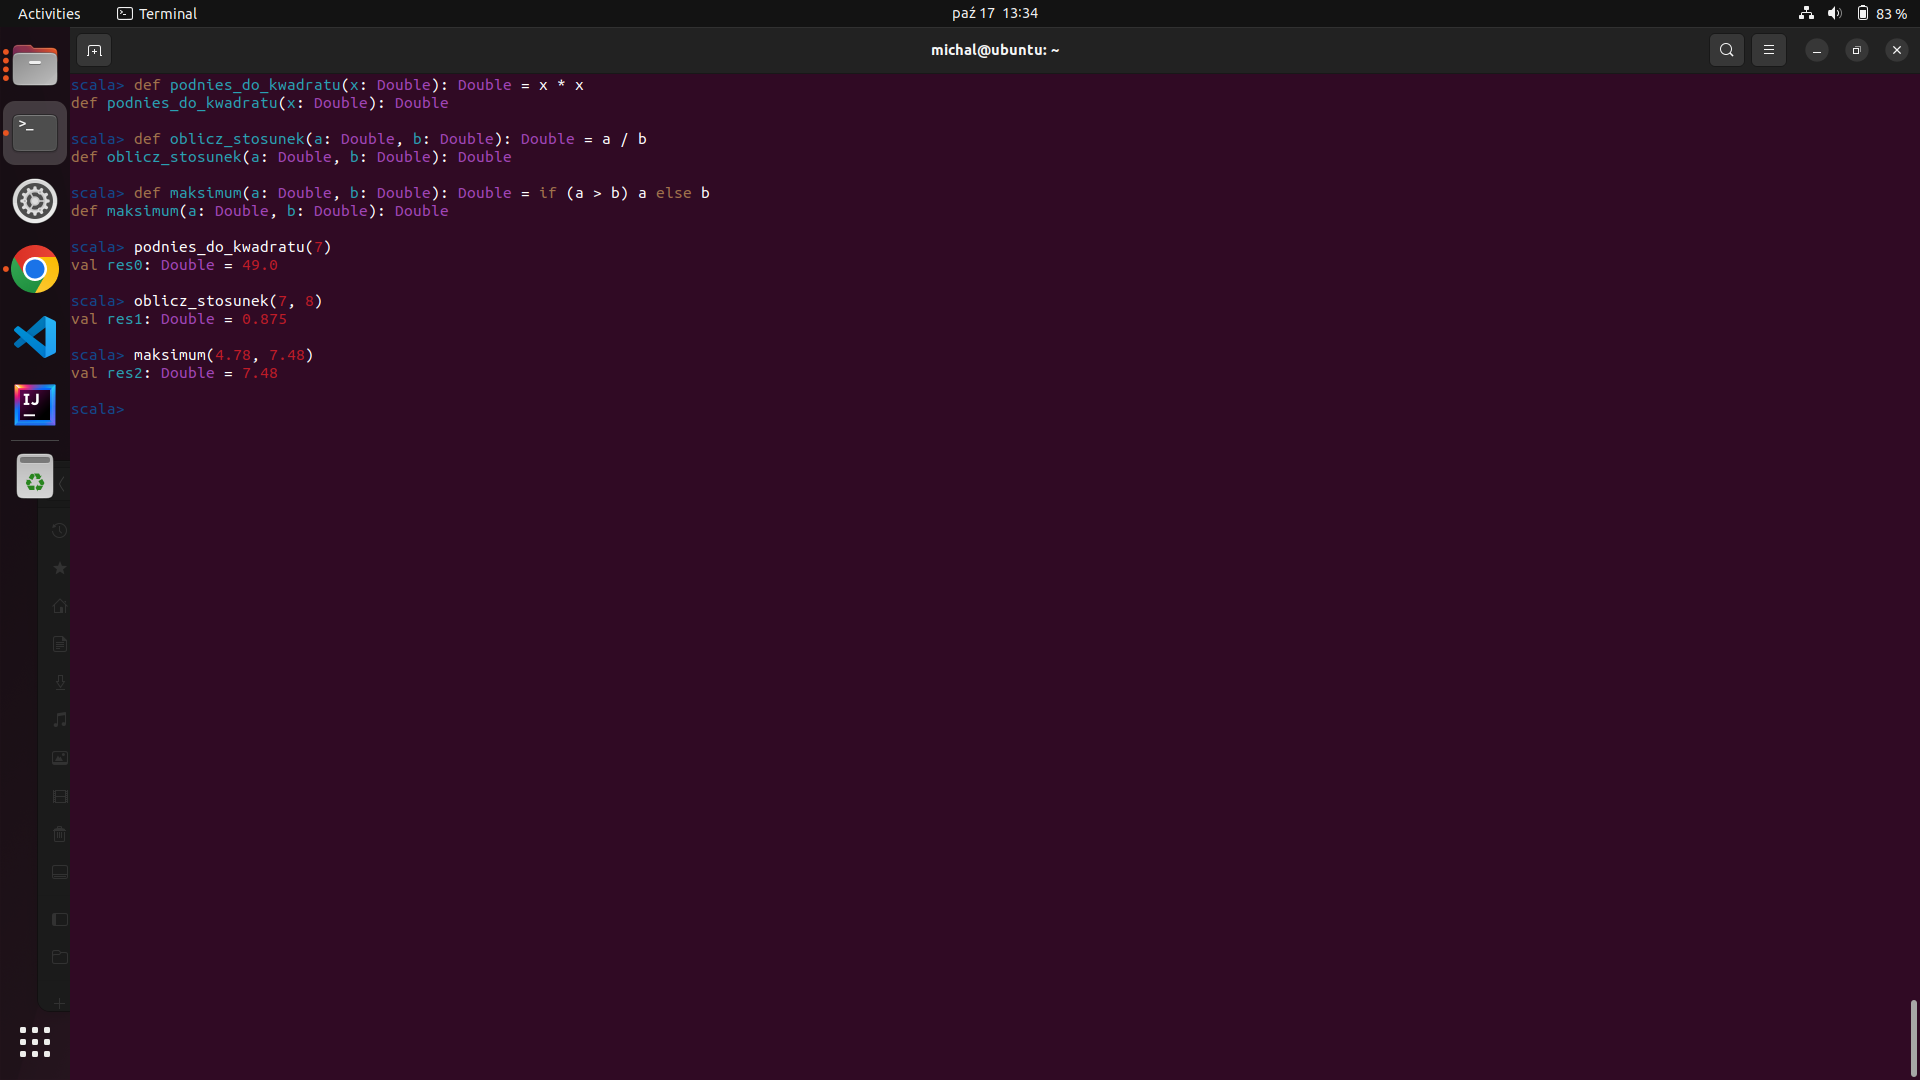 Activities Terminal paź 17 13:34 83 %
michal@ubuntu: ~
scala> def podnies_do_kwadratu(x: Double): Double = x * x
def podnies_do_kwadratu(x: Double): Double
scala> def oblicz_stosunek(a: Double, b: Double): Double = a / b
def oblicz_stosunek(a: Double, b: Double): Double
scala> def maksimum(a: Double, b: Double): Double = if (a > b) a else b
def maksimum(a: Double, b: Double): Double
scala> podnies_do_kwadratu(7)
val res0: Double = 49.0
scala> oblicz_stosunek(7, 8)
val res1: Double = 0.875
scala> maksimum(4.78, 7.48)
val res2: Double = 7.48
scala>
IJ